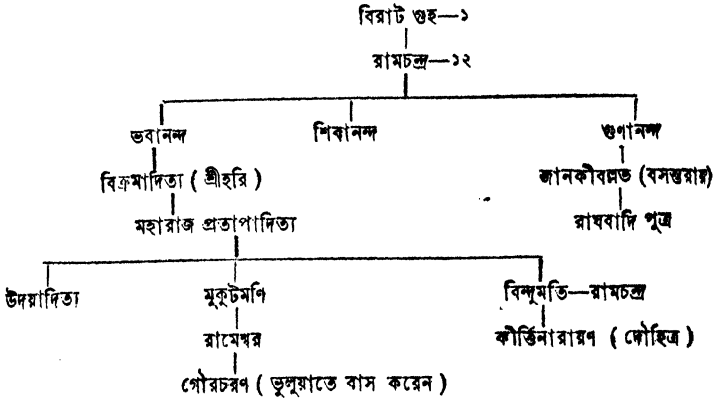 বিরাট গুহ—১
রামচন্দ্র—১২
ভবানন্দ শিবানন্দ গুণানন্দ
বিক্রমাদিত্য ( শ্রীহরি ) জানকীবল্লভ (বসন্তরায়)
মহারাজ প্রতাপাদিত্য রাঘবাদি পুত্র
উদয়াদিত্য মুকুটমণি বিন্দুমতি—রামচন্দ্র
রামেশ্বর কীর্ত্তিনারায়ণ ( দৌহিত্র )
গৌরচরণ ( ভুলুয়াতে বাস করেন )